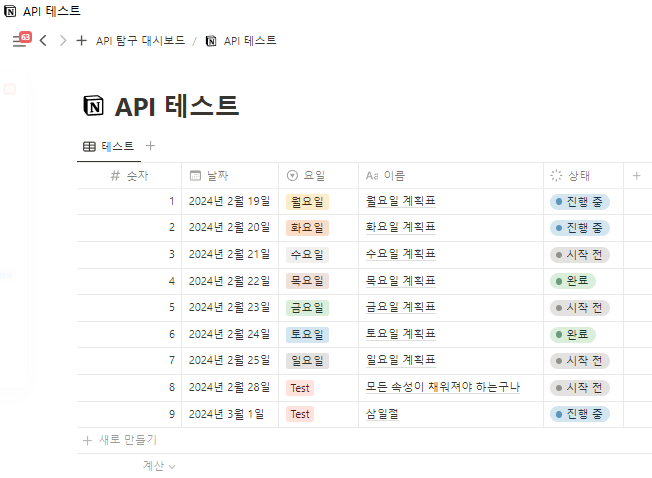 API 테스트
63
API 탐구 대시보드 / API 테스트
API 테스트
테스트
# 숫자 날짜 요일 Aa 이름 상태
1 2024년 2월 19일 월요일 월요일 계획표 진행 중
2 2024년 2월 20일 화요일 화요일 계획표 진행 중
3 2024년 2월 21일 수요일 수요일 계획표 시작 전
4 2024년 2월 22일 목요일 목요일 계획표 완료
5 2024년 2월 23일 금요일 금요일 계획표 시작 전
6 2024년 2월 24일 토요일 토요일 계획표 완료
7 2024년 2월 25일 일요일 일요일 계획표 시작 전
8 2024년 2월 28일 Test 모든 속성이 채워져야 하는구나 시작 전
9 2024년 3월 1일 Test 삼일절 진행 중
+ 새로 만들기
계산